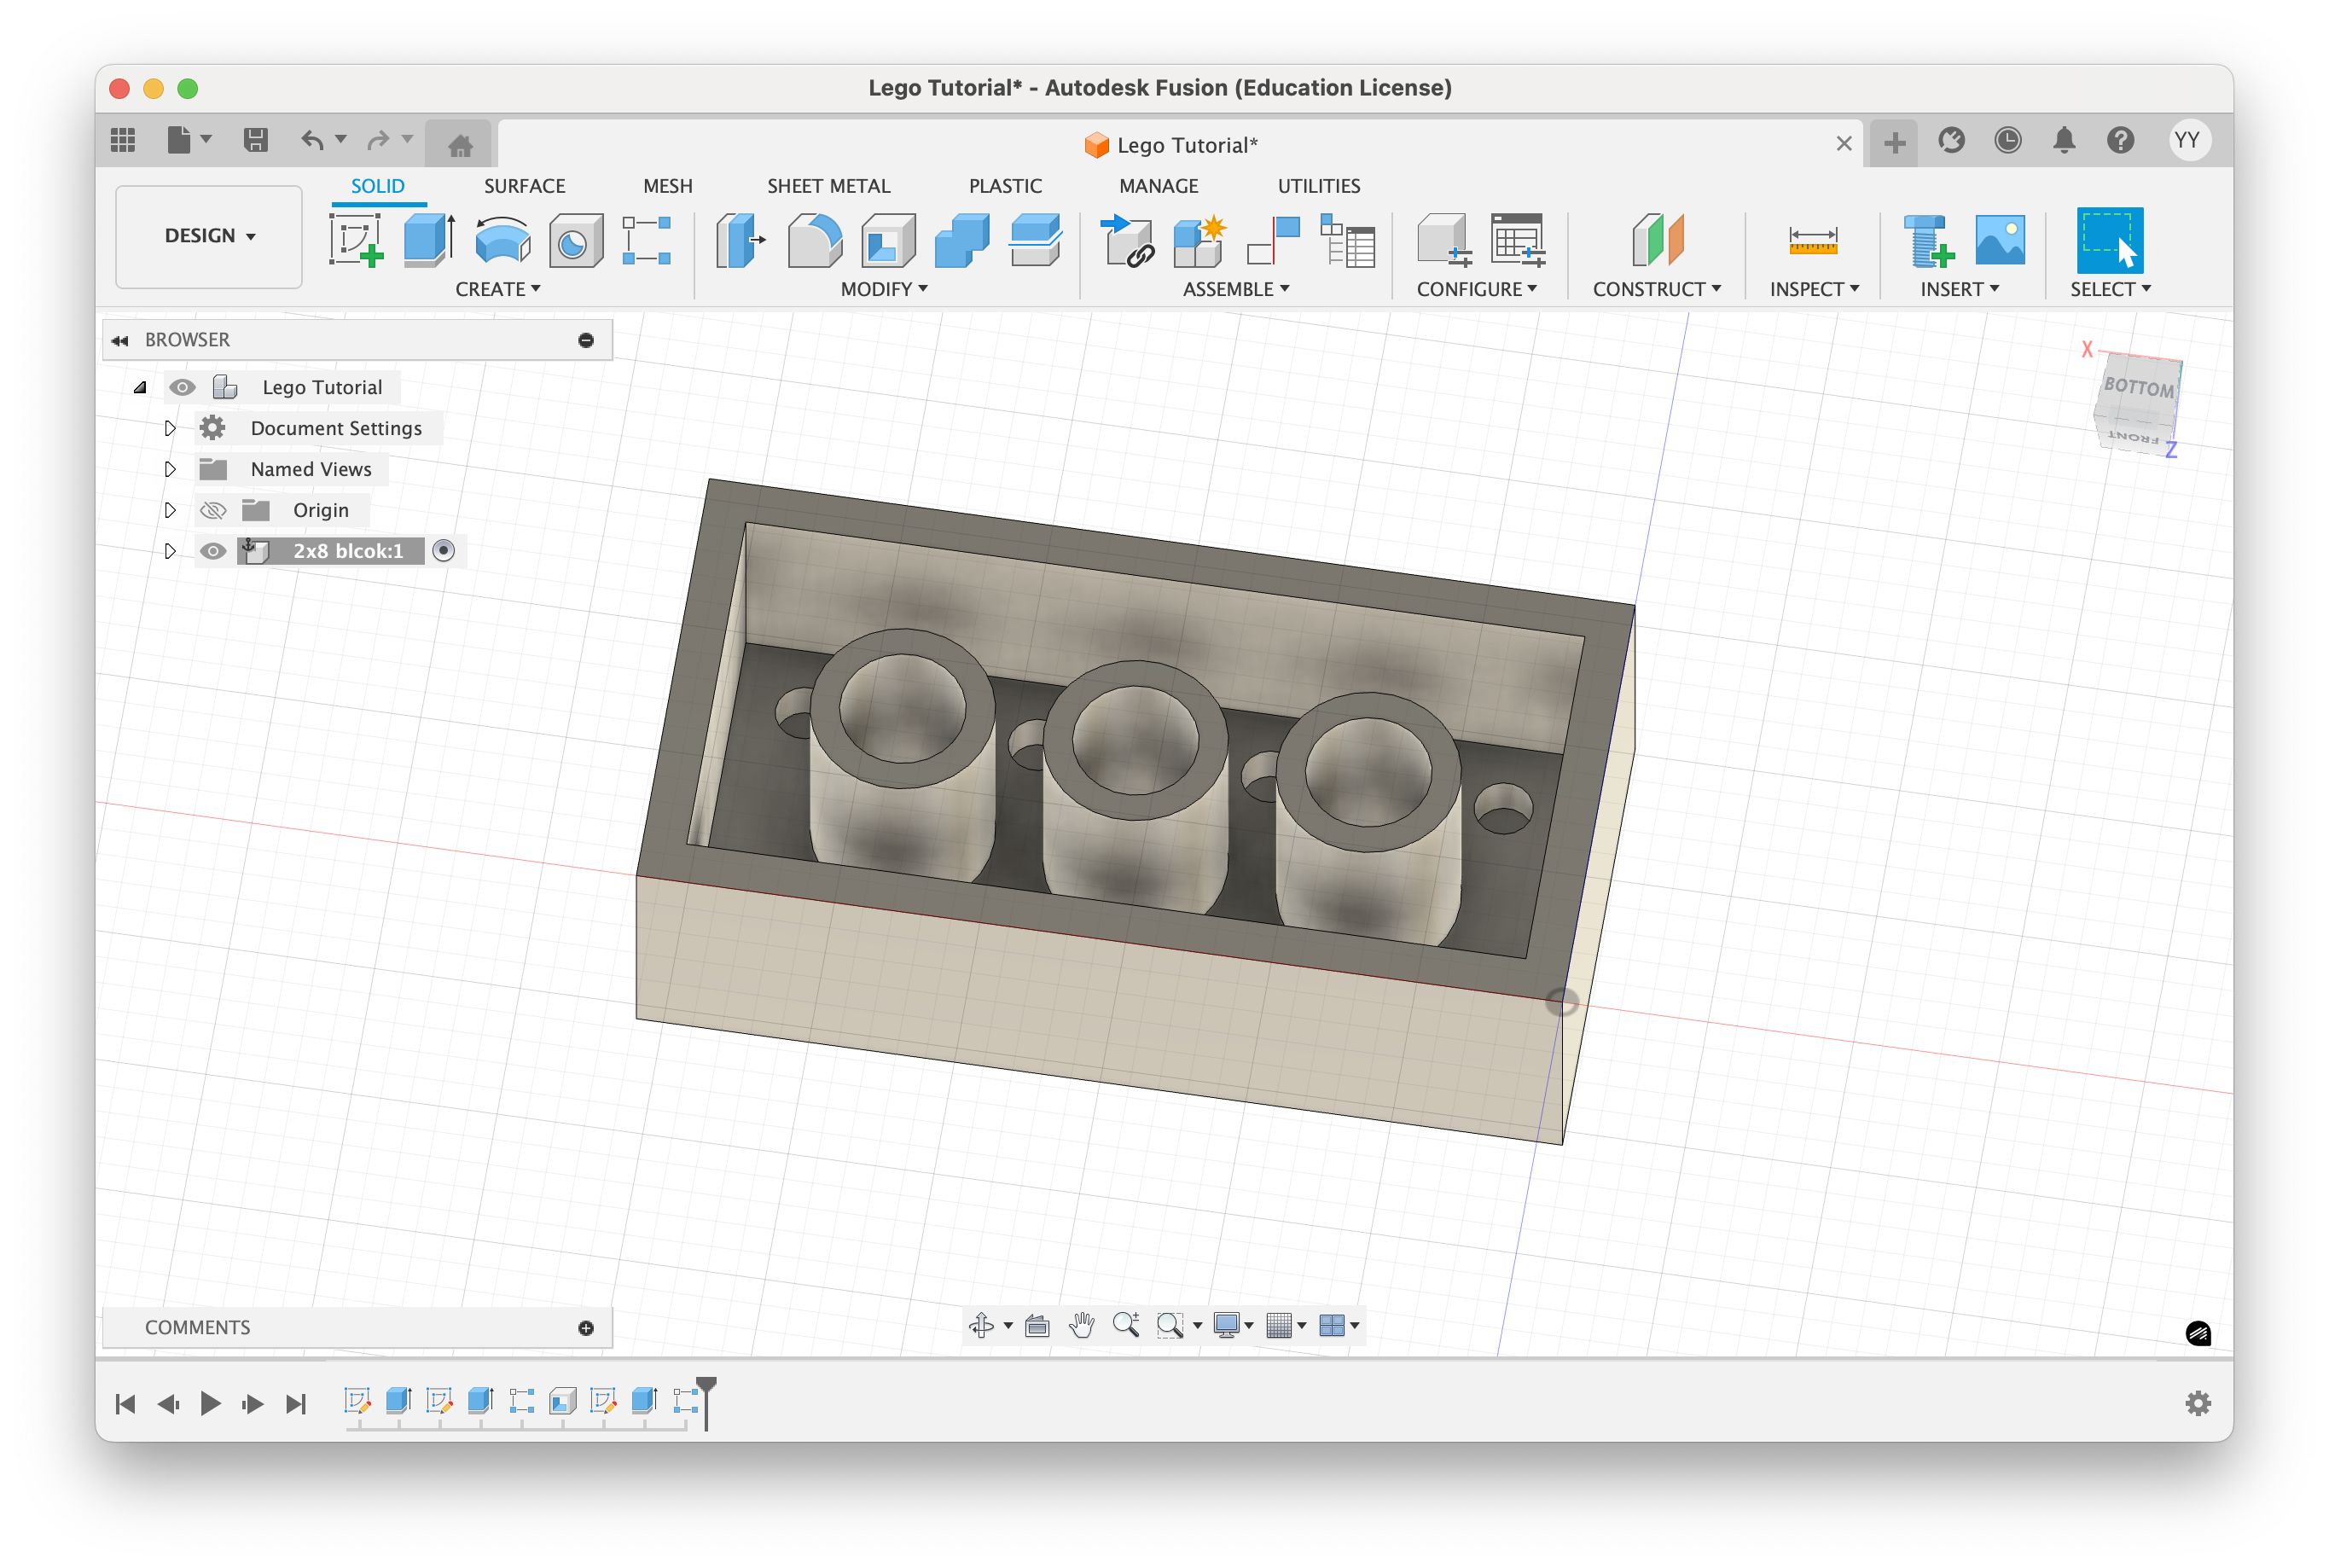 Lego Tutorial* - Autodesk Fusion (Education License)
Lego Tutorial*
YY
SOLID SURFACE MESH SHEET METAL PLASTIC MANAGE UTILITIES
DESIGN
CREATE MODIFY ASSEMBLE CONFIGURE CONSTRUCT INSPECT INSERT SELECT
BROWSER
Lego Tutorial
Document Settings
Named Views
Origin
2x8 blcok:1
X
BOTTOM
FRONT
Z
COMMENTS